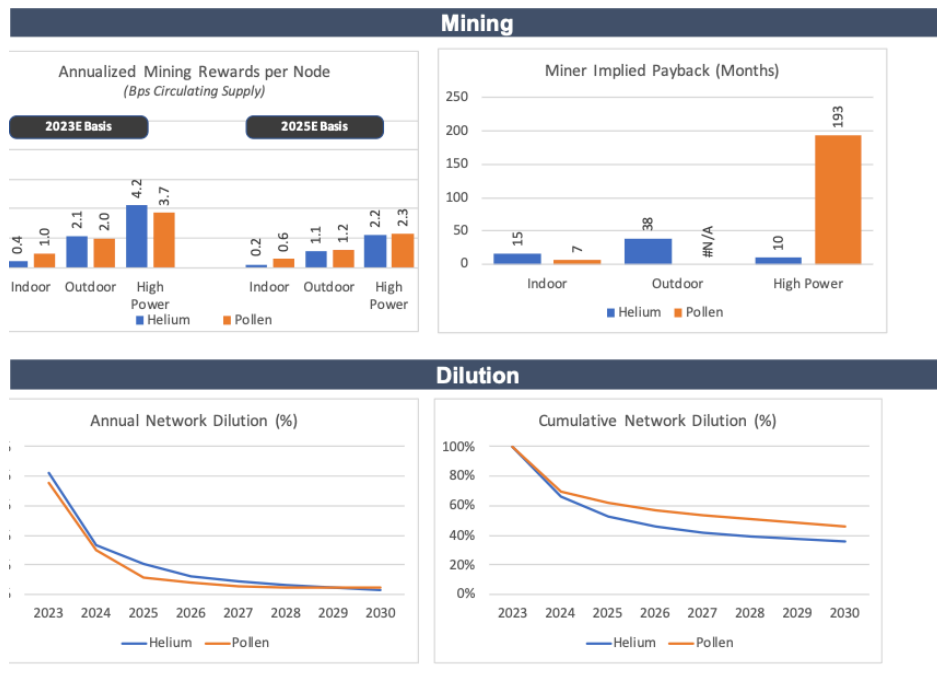 Mining
Annualized Mining Rewards per Node
(Bps Circulating Supply)
2023E Basis
2025E Basis
0.4
1.0
2.1
2.0
4.2
3.7
0.2
0.6
1.1
1.2
2.2
2.3
Indoor Outdoor High Power
Indoor Outdoor High Power
Helium Pollen
Miner Implied Payback (Months)
250
200
150
100
50
0
15
7
38
#N/A
10
193
Indoor Outdoor High Power
Helium Pollen
Dilution
Annual Network Dilution (%)
2023 2024 2025 2026 2027 2028 2029 2030
Helium Pollen
Cumulative Network Dilution (%)
100%
80%
60%
40%
20%
0%
2023 2024 2025 2026 2027 2028 2029 2030
Helium Pollen